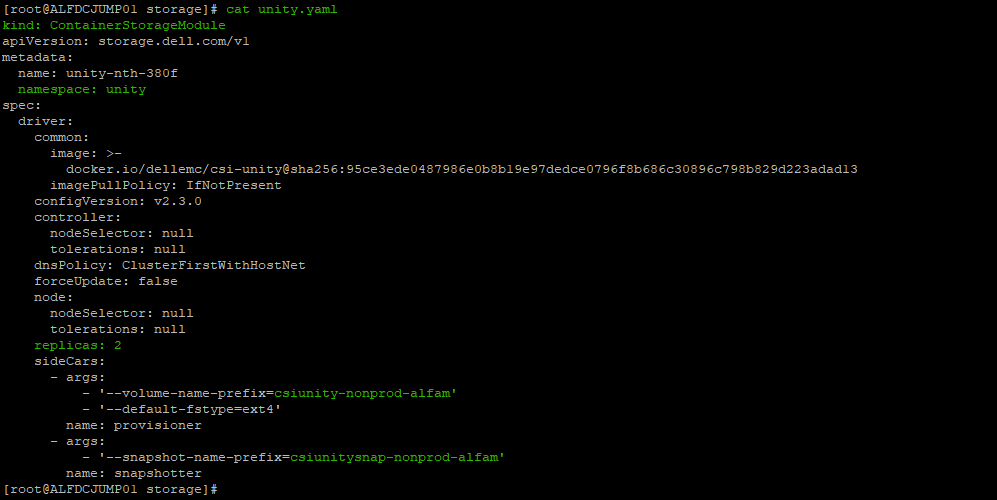 [root@ALFDCJUMP01 storage]# cat unity.yaml
kind: ContainerStorageModule
apiVersion: storage.dell.com/v1
metadata:
  name: unity-nth-380f
  namespace: unity
spec:
  driver:
    common:
      image: >-
        docker.io/dellemc/csi-unity@sha256:95ce3ede0487986e0b8b19e97dedce0796f8b686c30896c798b829d223adad13
      imagePullPolicy: IfNotPresent
    configVersion: v2.3.0
    controller:
      nodeSelector: null
      tolerations: null
    dnsPolicy: ClusterFirstWithHostNet
    forceUpdate: false
    node:
      nodeSelector: null
      tolerations: null
    replicas: 2
    sideCars:
      - args:
          - '--volume-name-prefix=csiunity-nonprod-alfam'
          - '--default-fstype=ext4'
        name: provisioner
      - args:
          - '--snapshot-name-prefix=csiunitysnap-nonprod-alfam'
        name: snapshotter
[root@ALFDCJUMP01 storage]#